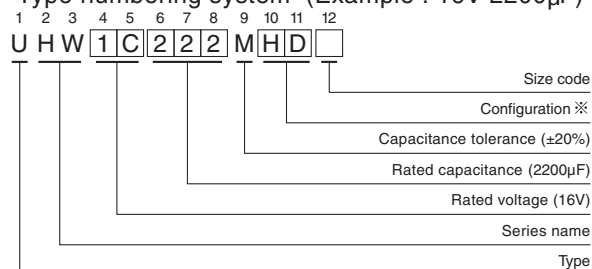 Type numbering system (Example : 16V 2200µF)
1 2 3 4 5 6 7 8 9 10 11 12
U H W 1 C 2 2 2 M H D
Size code
Configuration ※
Capacitance tolerance (±20%)
Rated capacitance (2200µF)
Rated voltage (16V)
Series name
Type